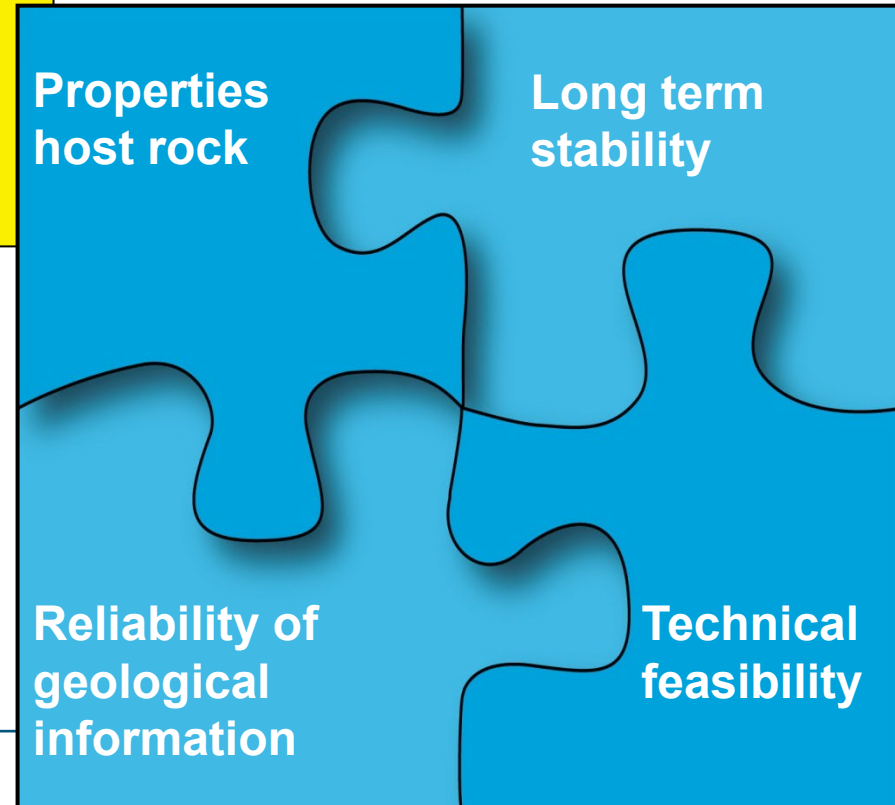 Properties
host rock
Long term
stability
Reliability of
geological
information
Technical
feasibility